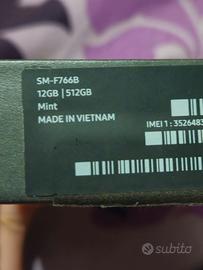 SM-F766B
12GB | 512GB
Mint
MADE IN VIETNAM
IMEI 1 : 3526483
subito